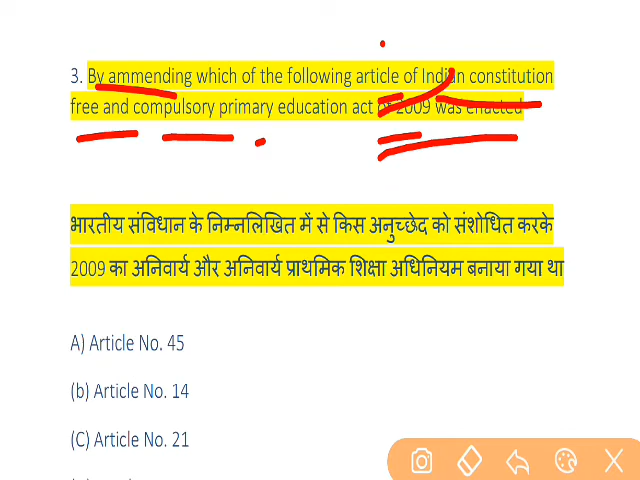 3. By ammending which of the following article of Indian constitution
free and compulsory primary education act of 2009 was enacted
भारतीय संविधान के निम्नलिखित में से किस अनुच्छेद को संशोधित करके
2009 का अनिवार्य और अनिवार्य प्राथमिक शिक्षा अधिनियम बनाया गया था
A) Article No. 45
(b) Article No. 14
(C) Article No. 21